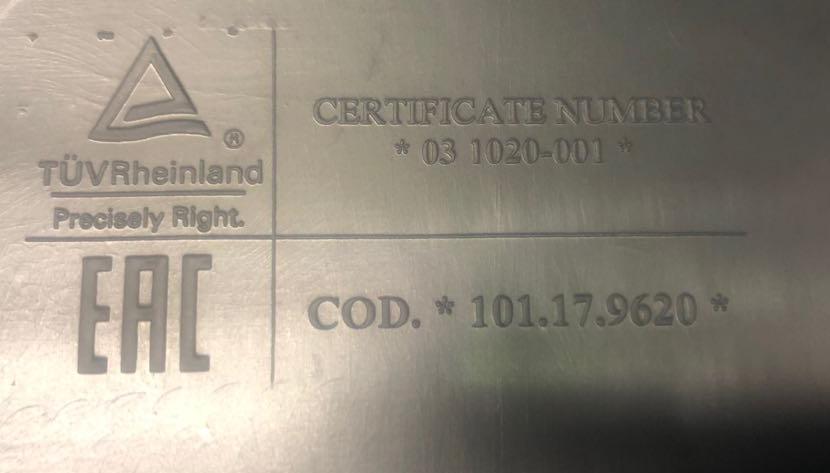 ®
TÜVRheinland
Precisely Right.
CERTIFICATE NUMBER
* 03 1020-001 *
EAC
COD. * 101.17.9620 *